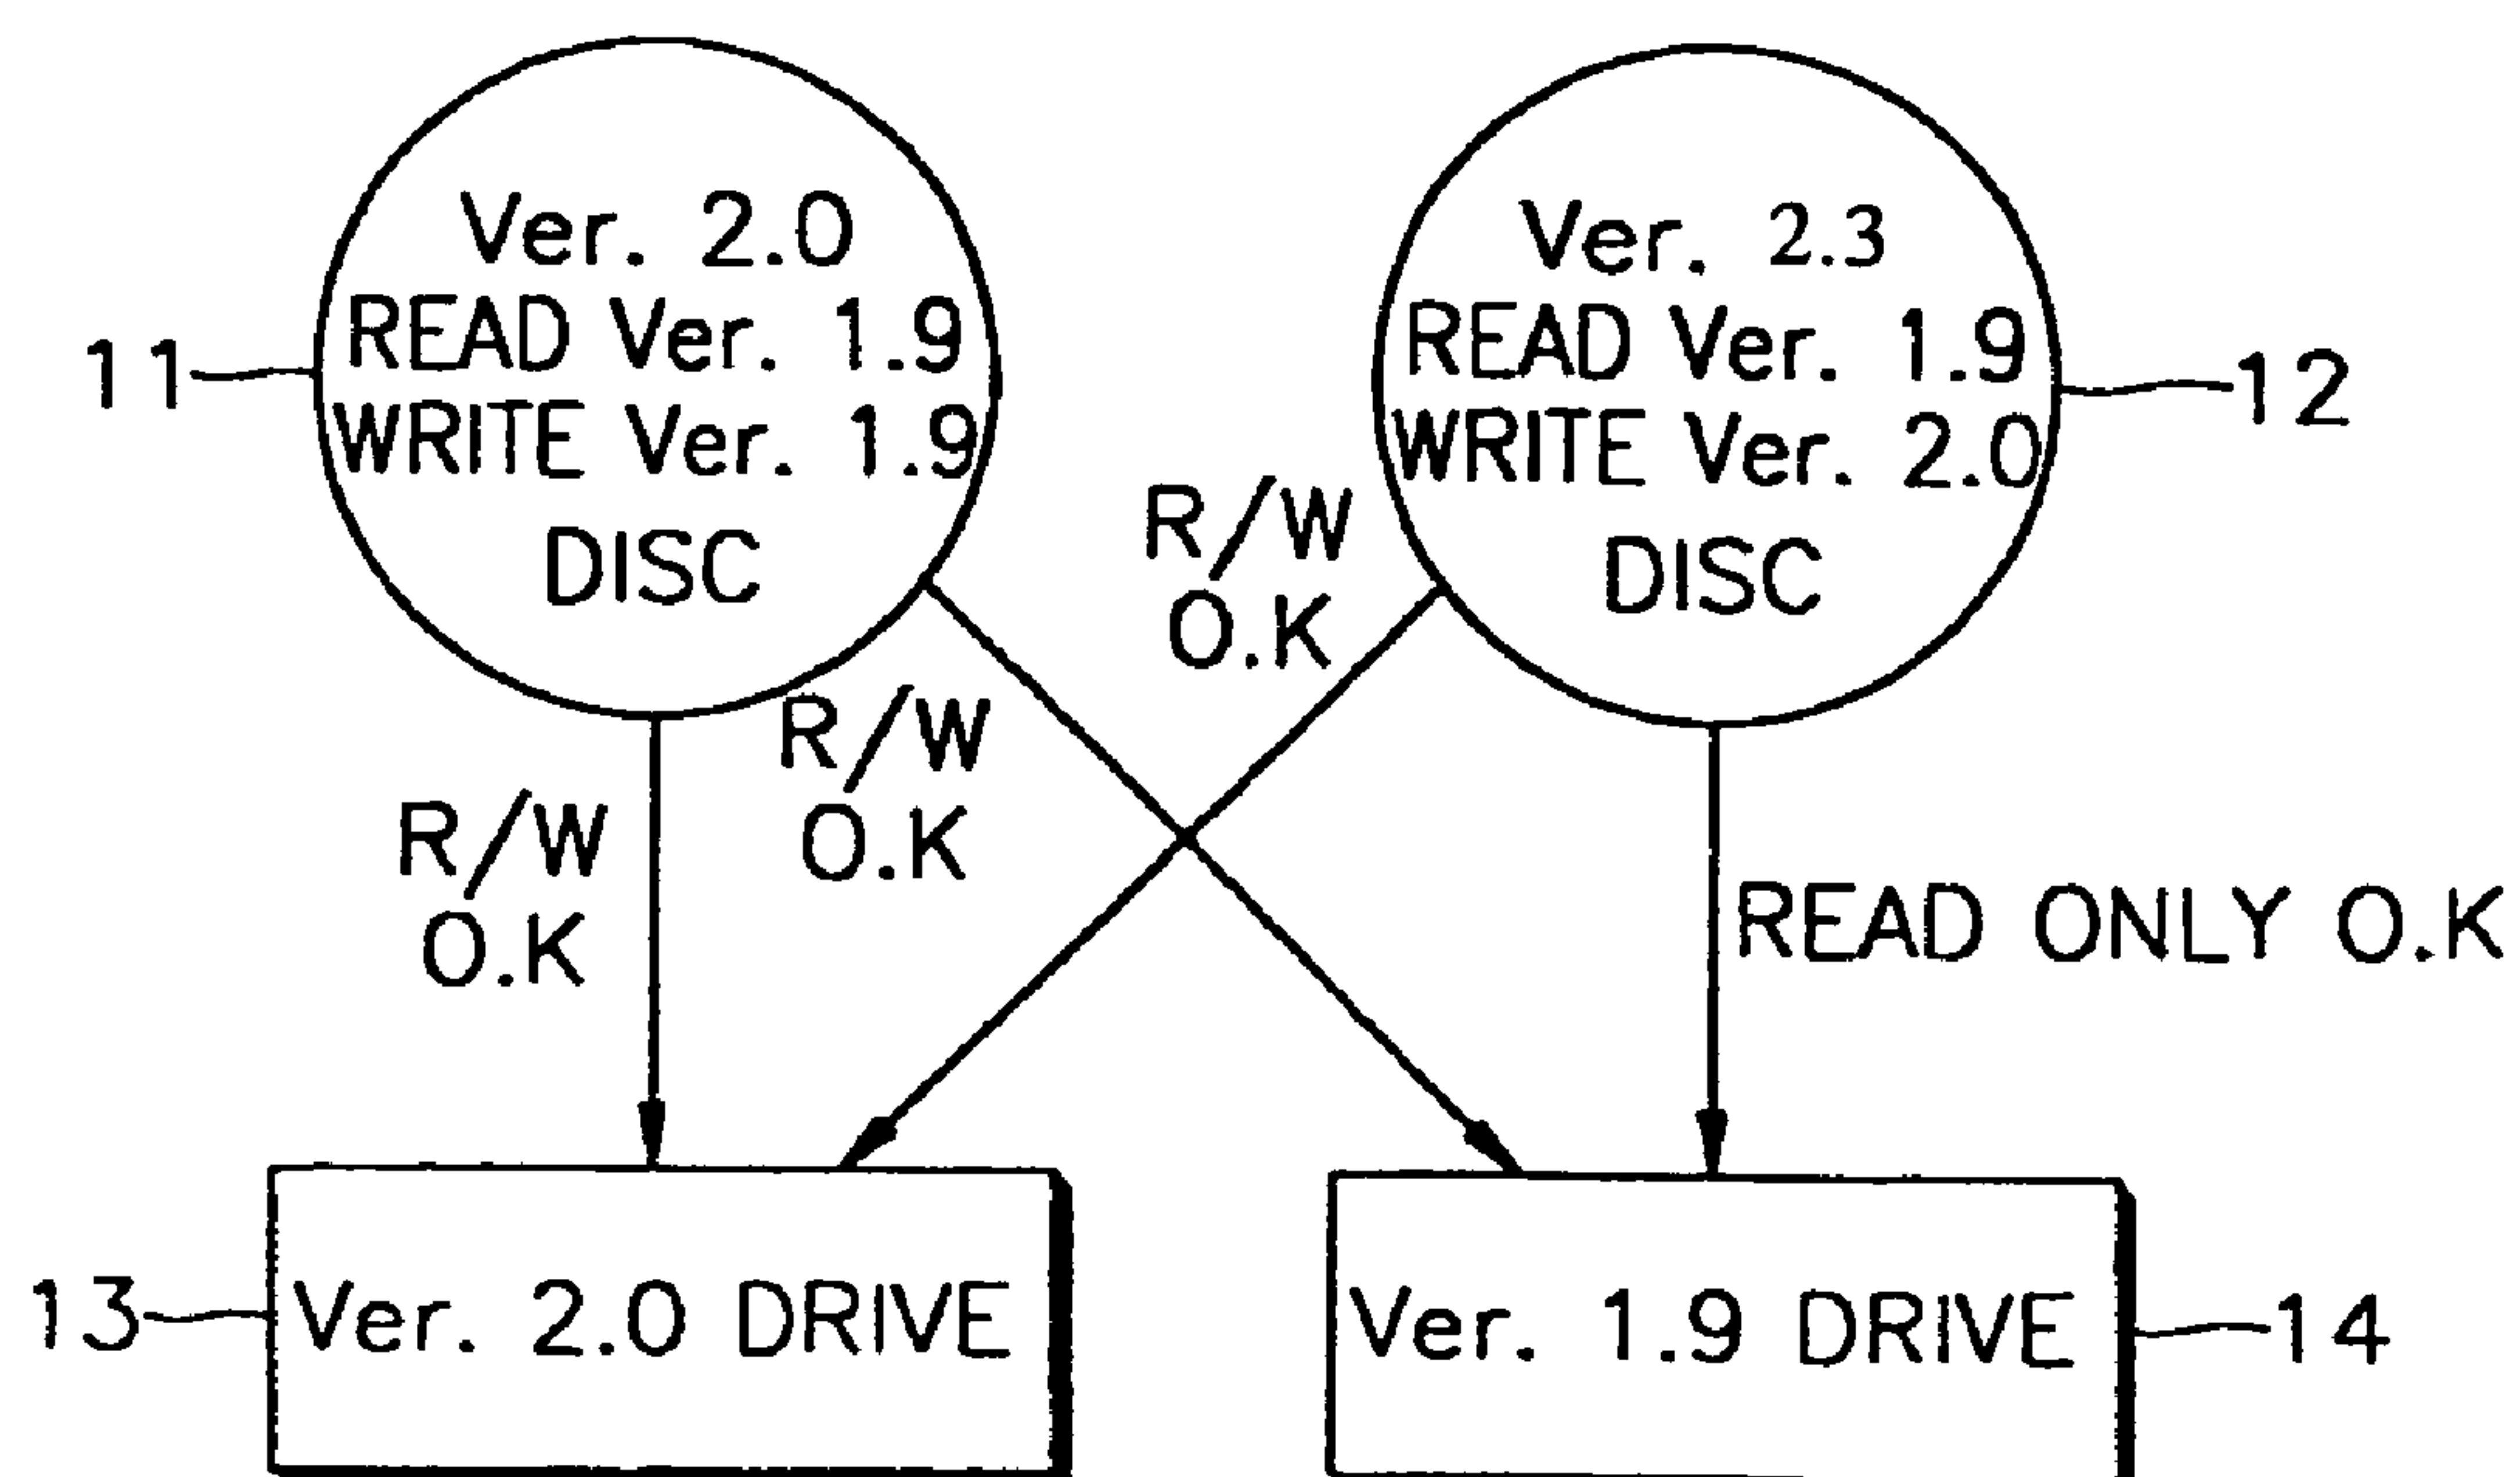 Ver. 2.0
READ Ver. 1.9
WRITE Ver. 1.9
DISC
11
Ver. 2.3
READ Ver. 1.9
WRITE Ver. 2.0
DISC
12
R/W
O.K
R/W
O.K
R/W
O.K
READ ONLY O.K
13
Ver. 2.0 DRIVE
Ver. 1.9 DRIVE
14